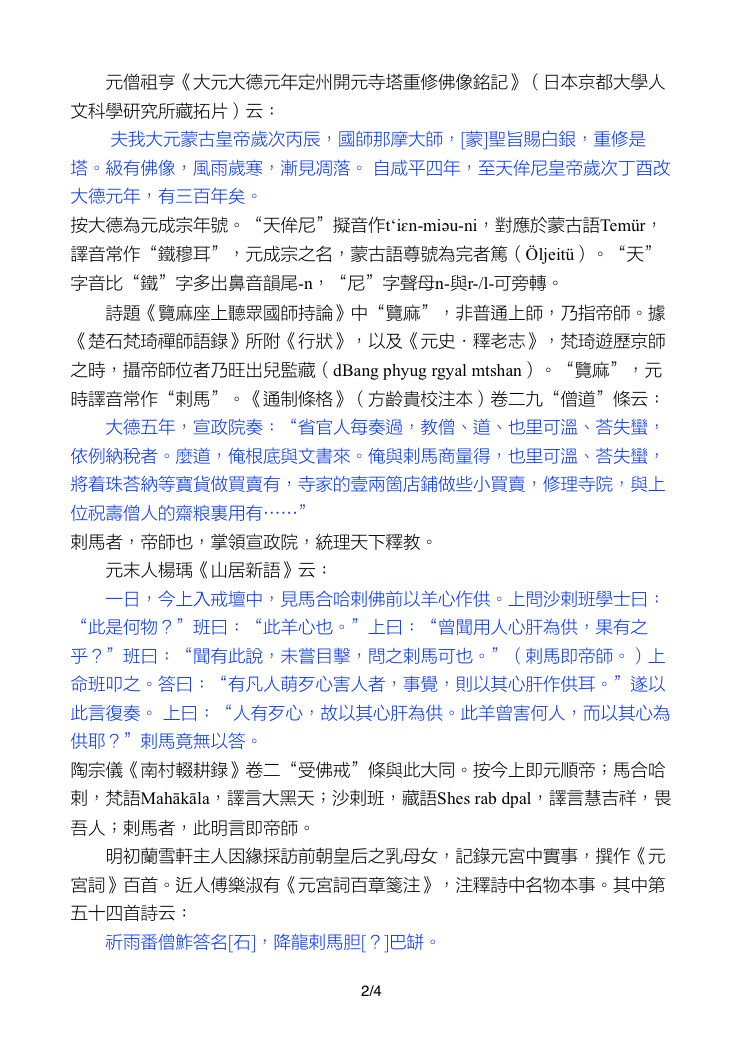 元僧祖亨《大元大德元年定州開元寺塔重修佛像銘記》（日本京都大學人
文科學研究所藏拓片）云：
夫我大元蒙古皇帝歲次丙辰，國師那摩大師，[蒙]聖旨賜白銀，重修是
塔。級有佛像，風雨歲寒，漸見凋落。 自咸平四年，至天侔尼皇帝歲次丁酉改
大德元年，有三百年矣。
按大德為元成宗年號。“天侔尼”擬音作t‘iɛn-miəu-ni，對應於蒙古語Temür，
譯音常作“鐵穆耳”，元成宗之名，蒙古語尊號為完者篤（Öljeitü）。“天”
字音比“鐵”字多出鼻音韻尾-n，“尼”字聲母n-與r-/l-可旁轉。
詩題《覽麻座上聽眾國師持論》中“覽麻”，非普通上師，乃指帝師。據
《楚石梵琦禪師語錄》所附《行狀》，以及《元史．釋老志》，梵琦遊歷京師
之時，攝帝師位者乃旺出兒監藏（dBang phyug rgyal mtshan）。“覽麻”，元
時譯音常作“剌馬”。《通制條格》（方齡貴校注本）卷二九“僧道”條云：
大德五年，宣政院奏：“省官人每奏過，教僧、道、也里可溫、荅失蠻，
依例納稅者。麼道，俺根底與文書來。俺與剌馬商量得，也里可溫、荅失蠻，
將着珠荅納等寶貨做買賣有，寺家的壹兩箇店鋪做些小買賣，修理寺院，與上
位祝壽僧人的齋粮裏用有……”
剌馬者，帝師也，掌領宣政院，統理天下釋教。
元末人楊瑀《山居新語》云：
一日，今上入戒壇中，見馬合哈剌佛前以羊心作供。上問沙剌班學士曰：
“此是何物？”班曰：“此羊心也。”上曰：“曾聞用人心肝為供，果有之
乎？”班曰：“聞有此說，未嘗目擊，問之剌馬可也。”（剌馬即帝師。）上
命班叩之。答曰：“有凡人萌歹心害人者，事覺，則以其心肝作供耳。”遂以
此言復奏。 上曰：“人有歹心，故以其心肝為供。此羊曾害何人，而以其心為
供耶？”剌馬竟無以答。
陶宗儀《南村輟耕錄》卷二“受佛戒”條與此大同。按今上即元順帝；馬合哈
剌，梵語Mahākāla，譯言大黑天；沙剌班，藏語Shes rab dpal，譯言慧吉祥，畏
吾人；剌馬者，此明言即帝師。
明初蘭雪軒主人因緣採訪前朝皇后之乳母女，記錄元宮中實事，撰作《元
宮詞》百首。近人傅樂淑有《元宮詞百章箋注》，注釋詩中名物本事。其中第
五十四首詩云：
祈雨番僧鮓答名[石]，降龍剌馬胆[？]巴缾。
2/4